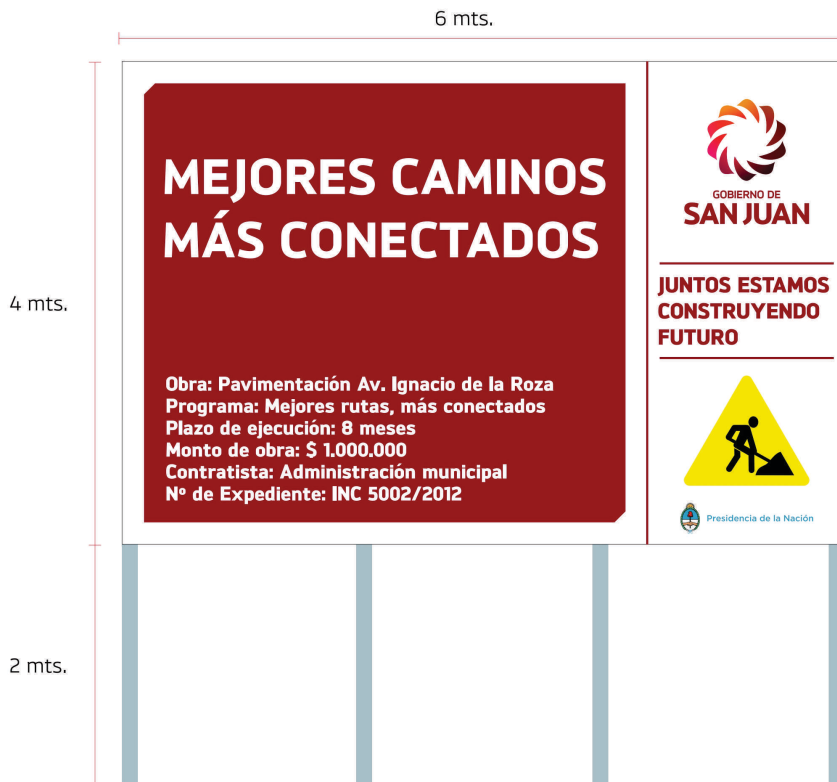 6 mts.
4 mts.
2 mts.
MEJORES CAMINOS
MÁS CONECTADOS
Obra: Pavimentación Av. Ignacio de la Roza
Programa: Mejores rutas, más conectados
Plazo de ejecución: 8 meses
Monto de obra: $ 1.000.000
Contratista: Administración municipal
Nº de Expediente: INC 5002/2012
GOBIERNO DE
SAN JUAN
JUNTOS ESTAMOS
CONSTRUYENDO
FUTURO
Presidencia de la Nación